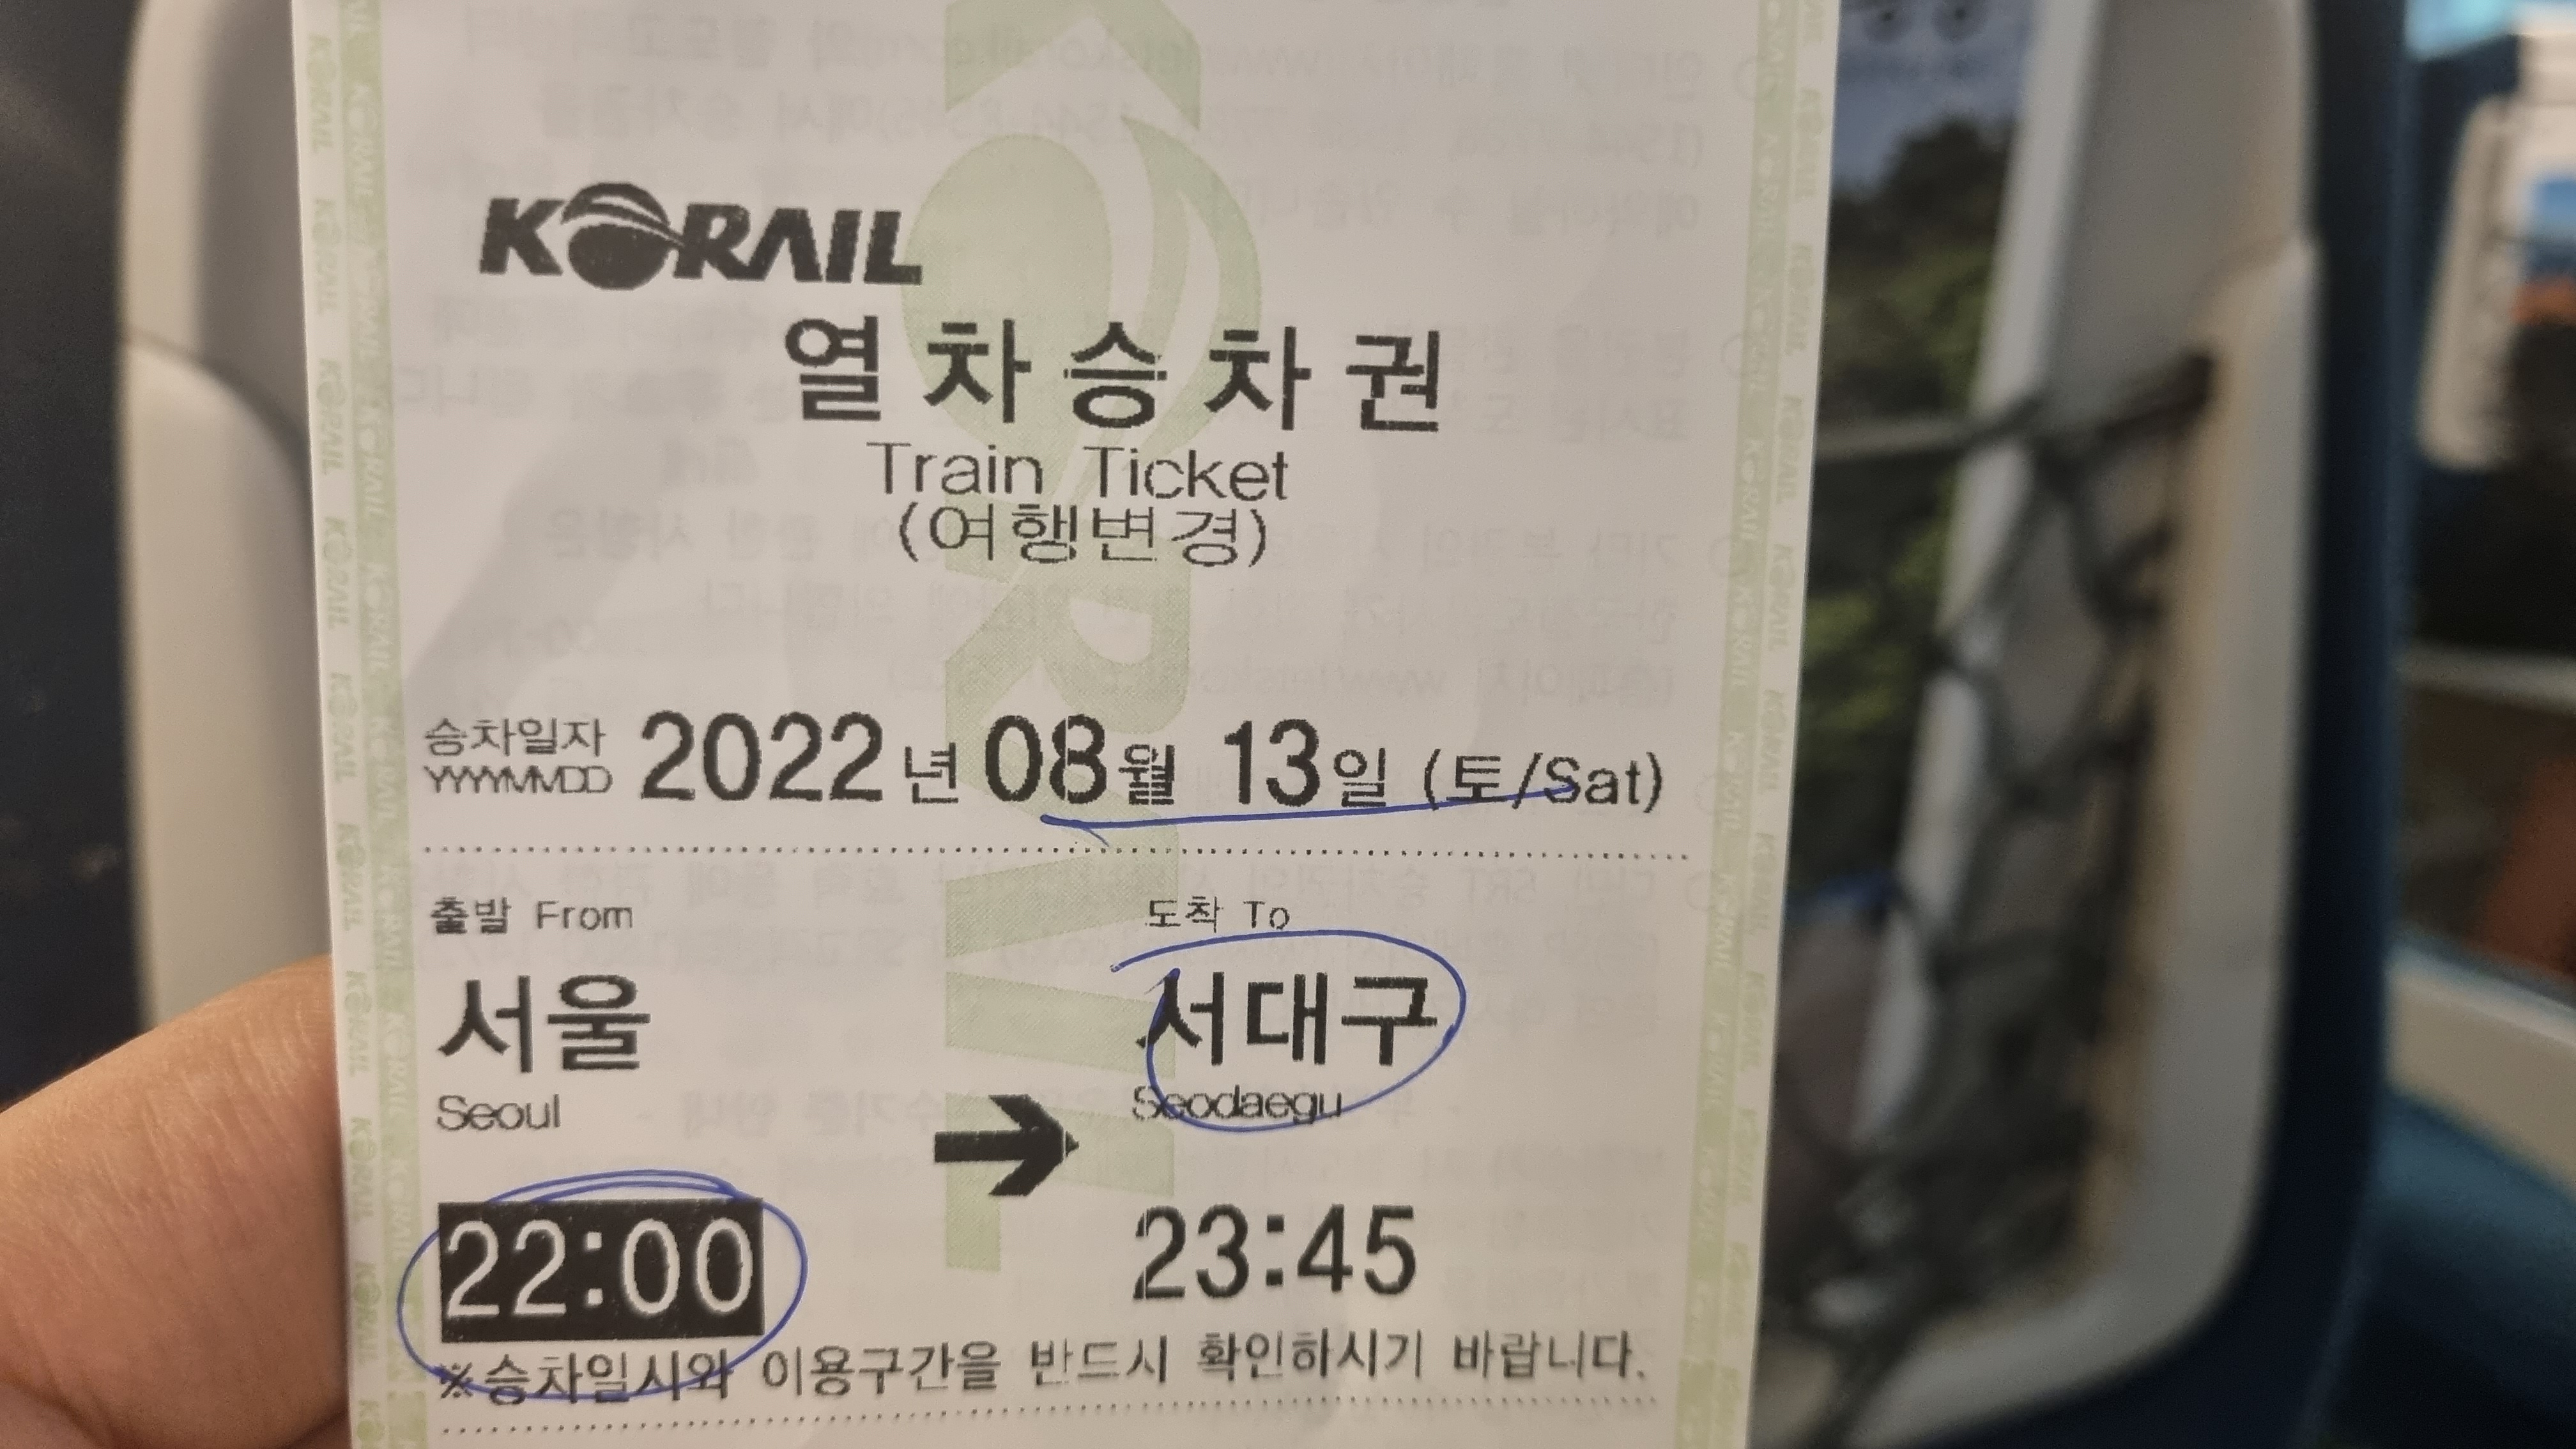 KORAIL
열차승차권
Train Ticket
(여행변경)
승차일자 2022년 08월 13일 (토/Sat)
YYYYMMDD
출발 From 도착 To
서울 서대구
Seoul → Seodaegu
22:00 23:45
※승차일시와 이용구간을 반드시 확인하시기 바랍니다.